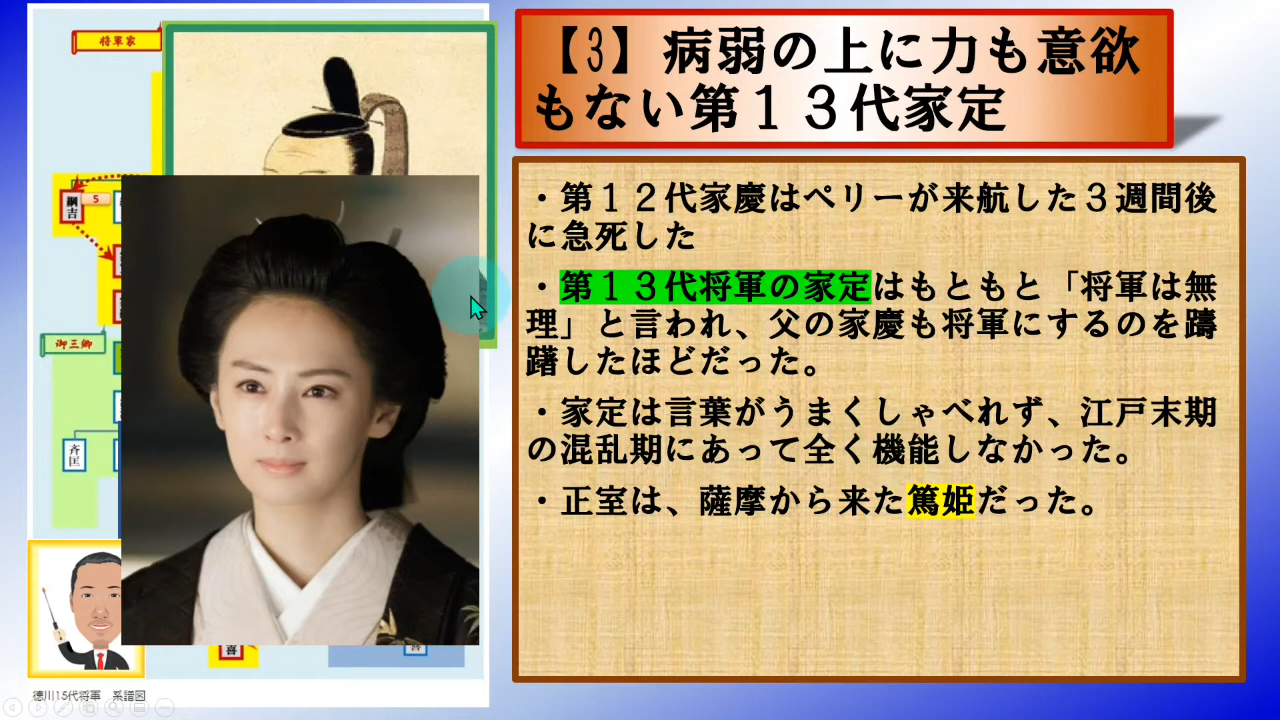 将軍家
綱吉
5
御三卿
斉匡
喜
徳川15代将軍 系譜図
【3】病弱の上に力も意欲
もない第13代家定
・第12代家慶はペリーが来航した3週間後
に急死した
・第13代将軍の家定はもともと「将軍は無
理」と言われ、父の家慶も将軍にするのを躊
躇したほどだった。
・家定は言葉がうまくしゃべれず、江戸末期
の混乱期にあって全く機能しなかった。
・正室は、薩摩から来た篤姫だった。